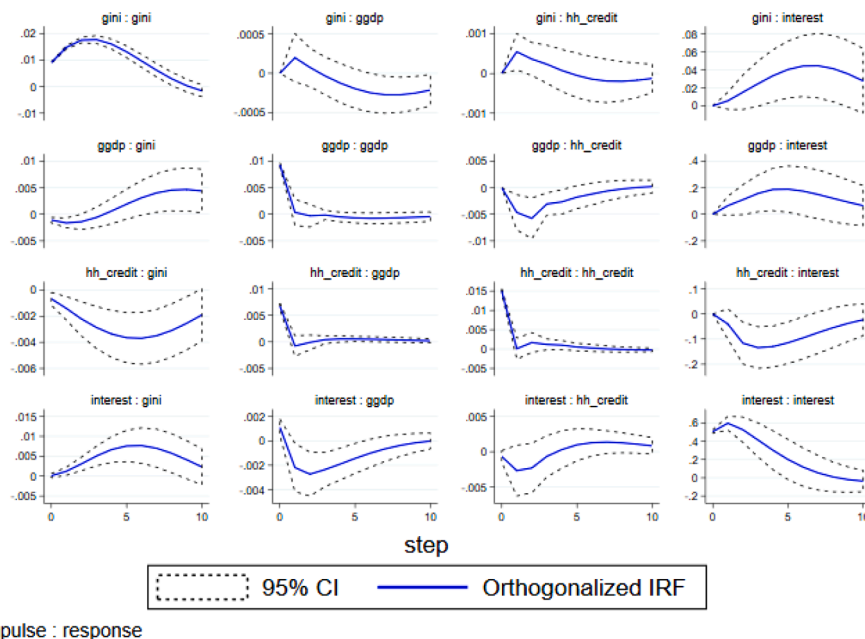 gini : gini gini : ggdp gini : hh_credit gini : interest
.02 .0005 .001 .08
.01 0 0 .06
0 -.0005 -.001 .04
-.01 .02
0
ggdp : gini ggdp : ggdp ggdp : hh_credit ggdp : interest
.01 .01 .005 .4
.005 .005 0 .2
0 0 -.005 0
-.005 -.005 -.01 -.2
hh_credit : gini hh_credit : ggdp hh_credit : hh_credit hh_credit : interest
0 .01 .015 .1
-.002 .005 .01 0
-.004 0 .005 -.1
-.006 -.005 0 -.2
-.005
interest : gini interest : ggdp interest : hh_credit interest : interest
.015 .002 .005 .6
.01 0 0 .4
.005 -.002 -.005 .2
0 -.004 0
-.005 -.2
0 5 10 0 5 10 0 5 10 0 5 10
step
95% CI Orthogonalized IRF
pulse : response